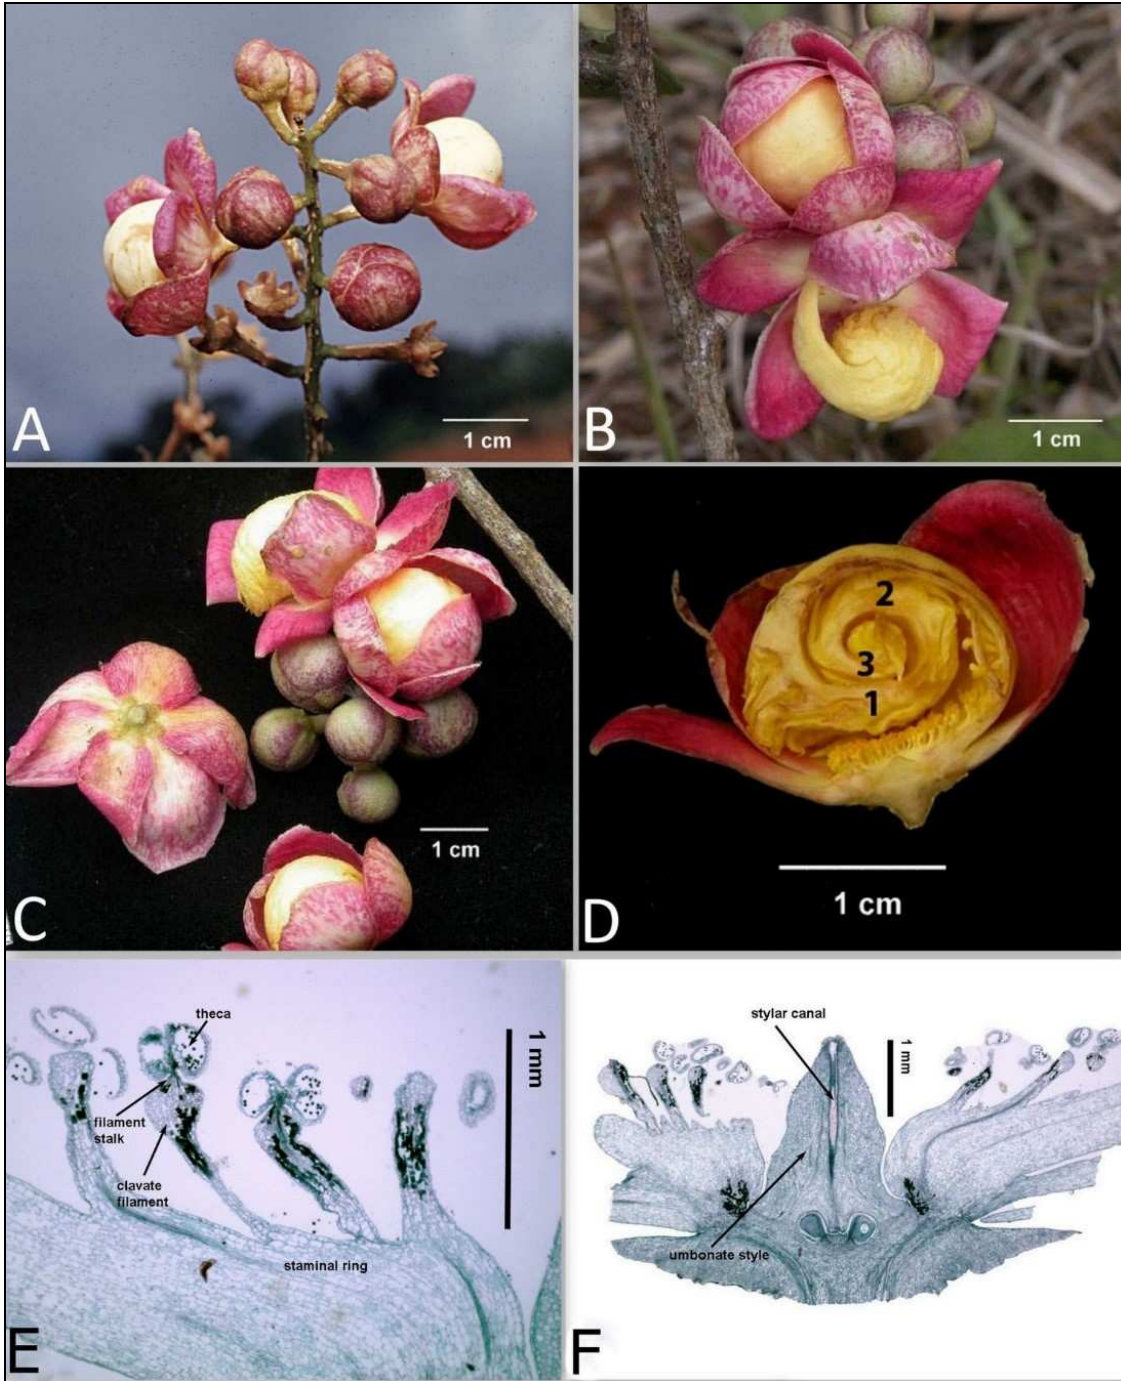 A
1 cm
B
1 cm
C
1 cm
2
3
1
D
1 cm
theca
filament
stalk
clavate
filament
staminal ring
1 mm
E
stylar canal
1 mm
umbonate style
F